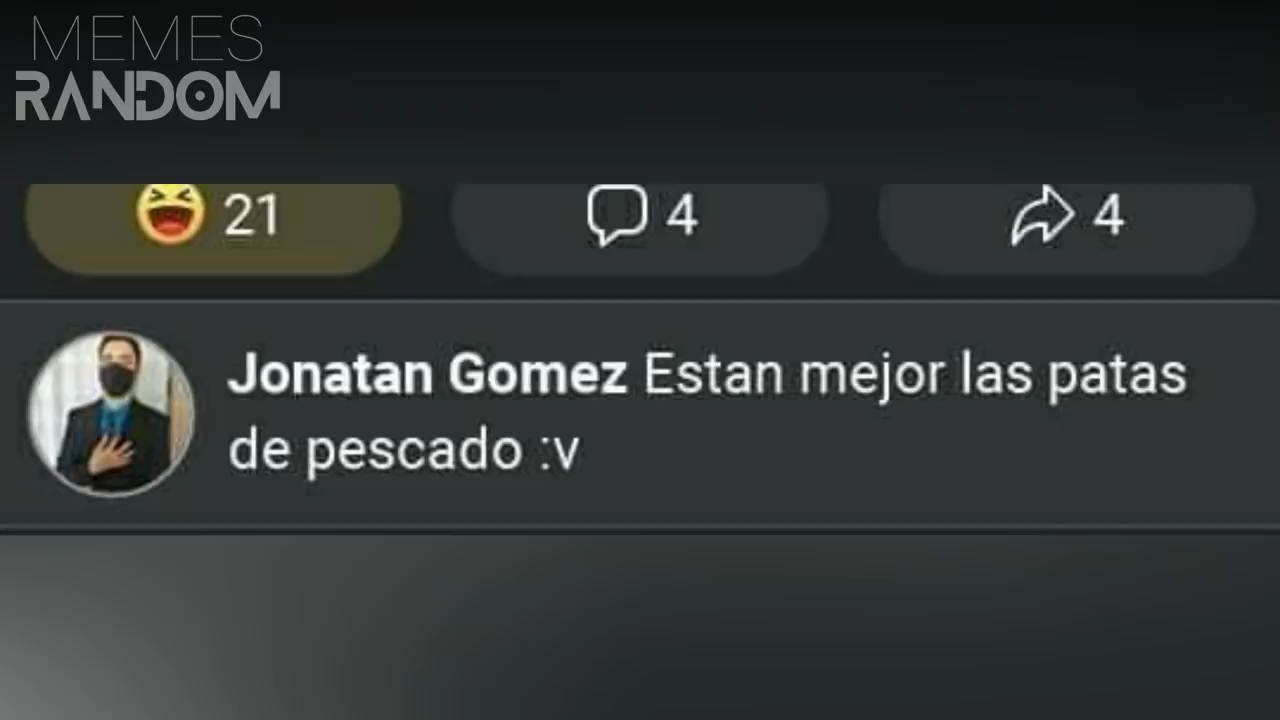 MEMES
RANDOM
21 4 4
Jonatan Gomez Estan mejor las patas
de pescado :v